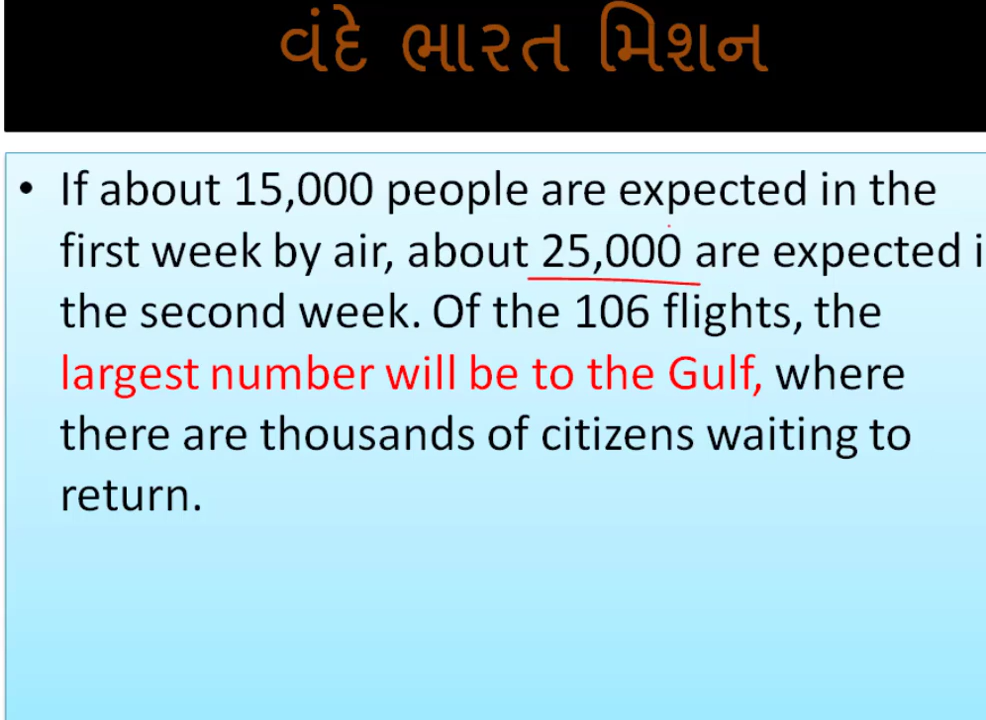 વંદે ભારત મિશન
• If about 15,000 people are expected in the
first week by air, about 25,000 are expected i
the second week. Of the 106 flights, the
largest number will be to the Gulf, where
there are thousands of citizens waiting to
return.